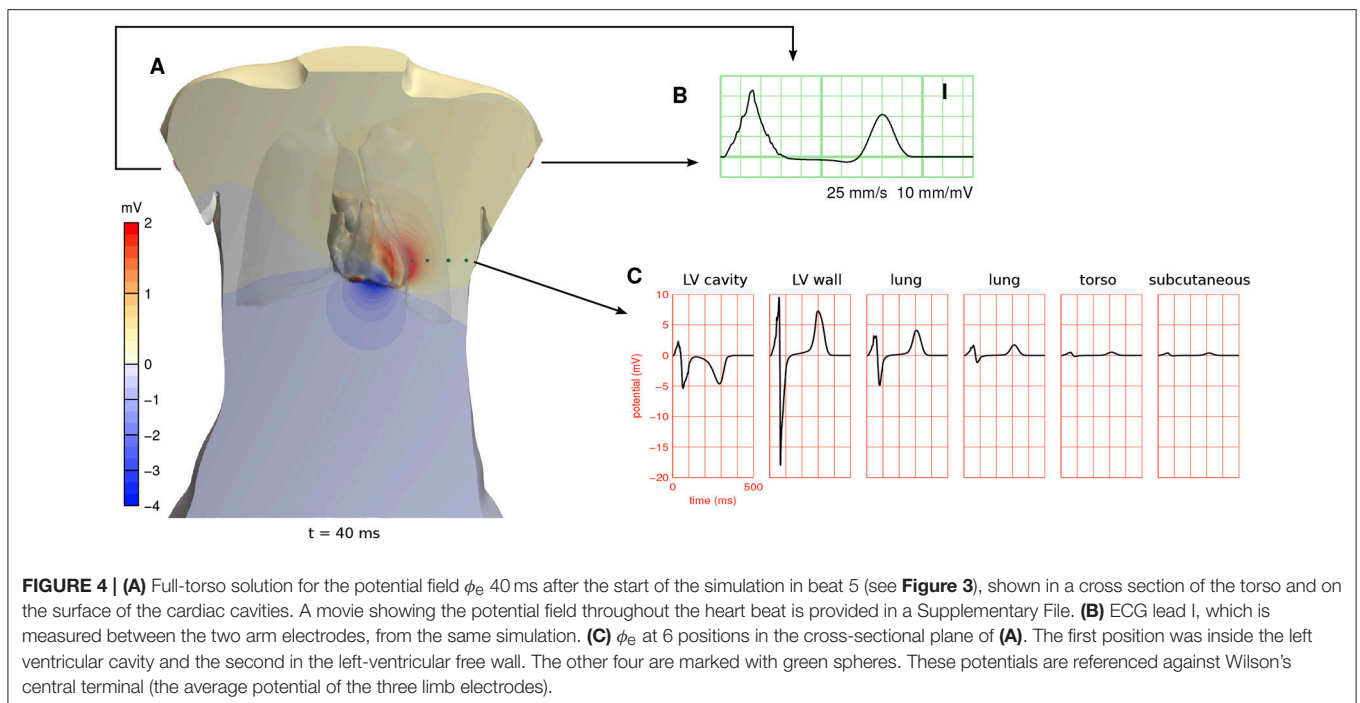 A
B
I
25 mm/s 10 mm/mV
mV
2
1
0
−1
−2
−3
−4
t = 40 ms
C
LV cavity LV wall lung lung torso subcutaneous
10
5
0
−5
−10
−15
−20
potential (mV)
0 500
time (ms)
FIGURE 4 | (A) Full-torso solution for the potential field ϕe 40 ms after the start of the simulation in beat 5 (see Figure 3), shown in a cross section of the torso and on
the surface of the cardiac cavities. A movie showing the potential field throughout the heart beat is provided in a Supplementary File. (B) ECG lead I, which is
measured between the two arm electrodes, from the same simulation. (C) ϕe at 6 positions in the cross-sectional plane of (A). The first position was inside the left
ventricular cavity and the second in the left-ventricular free wall. The other four are marked with green spheres. These potentials are referenced against Wilson's
central terminal (the average potential of the three limb electrodes).